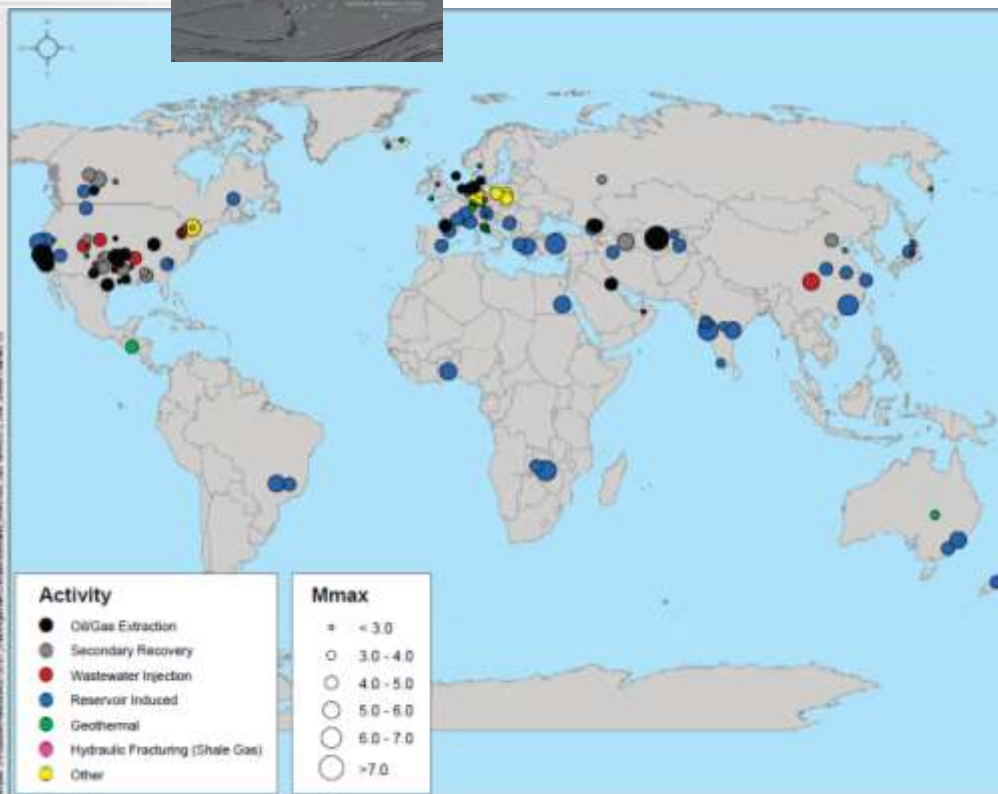 Activity
Oil/Gas Extraction
Secondary Recovery
Wastewater Injection
Reservoir Induced
Geothermal
Hydraulic Fracturing (Shale Gas)
Other
Mmax
< 3.0
3.0 - 4.0
4.0 - 5.0
5.0 - 6.0
6.0 - 7.0
>7.0